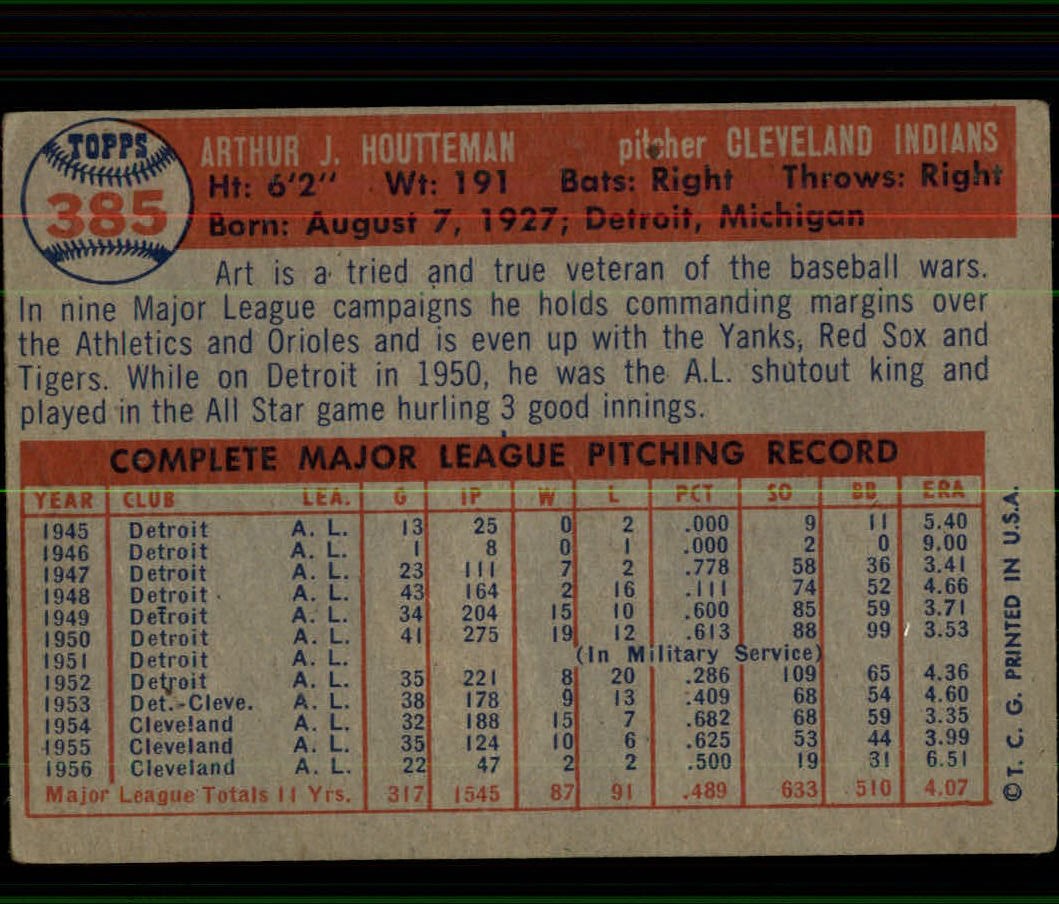 TOPPS
385
ARTHUR J. HOUTTEMAN pitcher CLEVELAND INDIANS
Ht: 6'2" Wt: 191 Bats: Right Throws: Right
Born: August 7, 1927; Detroit, Michigan
Art is a tried and true veteran of the baseball wars.
In nine Major League campaigns he holds commanding margins over
the Athletics and Orioles and is even up with the Yanks, Red Sox and
Tigers. While on Detroit in 1950, he was the A.L. shutout king and
played in the All Star game hurling 3 good innings.
COMPLETE MAJOR LEAGUE PITCHING RECORD
YEAR CLUB LEA. G IP W L PCT SO BB ERA
1945 Detroit A. L. 13 25 0 2 .000 9 11 5.40
1946 Detroit A. L. 1 8 0 1 .000 2 0 9.00
1947 Detroit A. L. 23 111 7 2 .778 58 36 3.41
1948 Detroit A. L. 43 164 2 16 .111 74 52 4.66
1949 Detroit A. L. 34 204 15 10 .600 85 59 3.71
1950 Detroit A. L. 41 275 19 12 .613 88 99 3.53
1951 Detroit A. L. (In Military Service)
1952 Detroit A. L. 35 221 8 20 .286 109 65 4.36
1953 Det.-Cleve. A. L. 38 178 9 13 .409 68 54 4.60
1954 Cleveland A. L. 32 188 15 7 .682 68 59 3.35
1955 Cleveland A. L. 35 124 10 6 .625 53 44 3.99
1956 Cleveland A. L. 22 47 2 2 .500 19 31 6.51
Major League Totals 11 Yrs. 317 1545 87 91 .489 633 510 4.07
©T. C. G. PRINTED IN U.S.A.